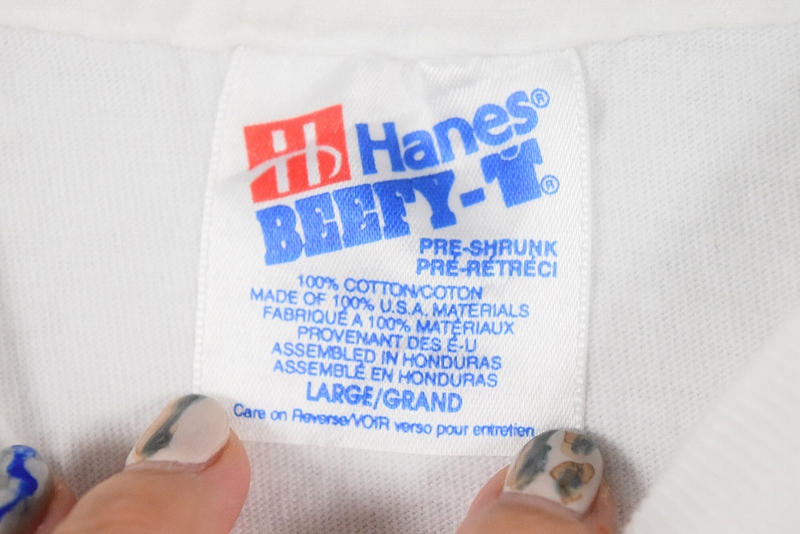 H Hanes®
BEEFY-T®
PRE-SHRUNK
PRÉ-RÉTRÉCI
100% COTTON/COTON
MADE OF 100% U.S.A. MATERIALS
FABRIQUÉ A 100% MATÉRIAUX
PROVENANT DES É-U
ASSEMBLED IN HONDURAS
ASSEMBLÉ EN HONDURAS
LARGE/GRAND
Care on Reverse/VOIR verso pour entretien